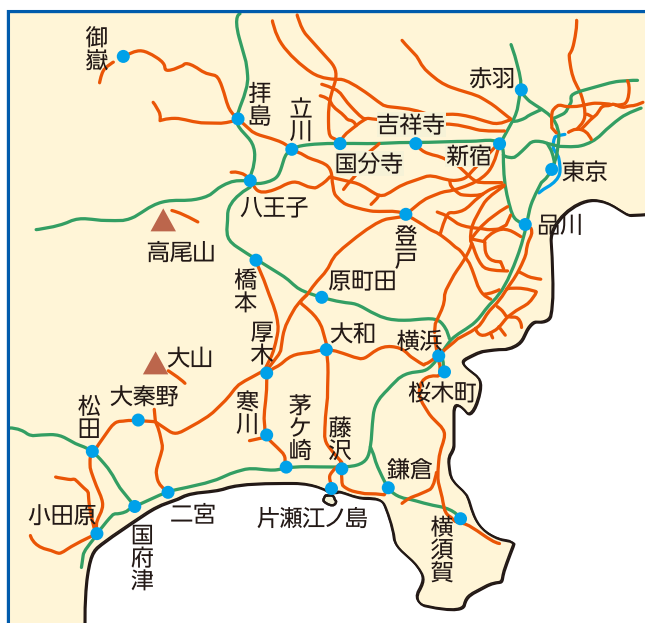 御嶽
拝島
立川
赤羽
吉祥寺
国分寺
新宿
東京
八王子
高尾山
登戸
品川
橋本
原町田
厚木
大和
横浜
大山
桜木町
大秦野
松田
寒川
茅ケ崎
藤沢
鎌倉
小田原
国府津
二宮
片瀬江ノ島
横須賀